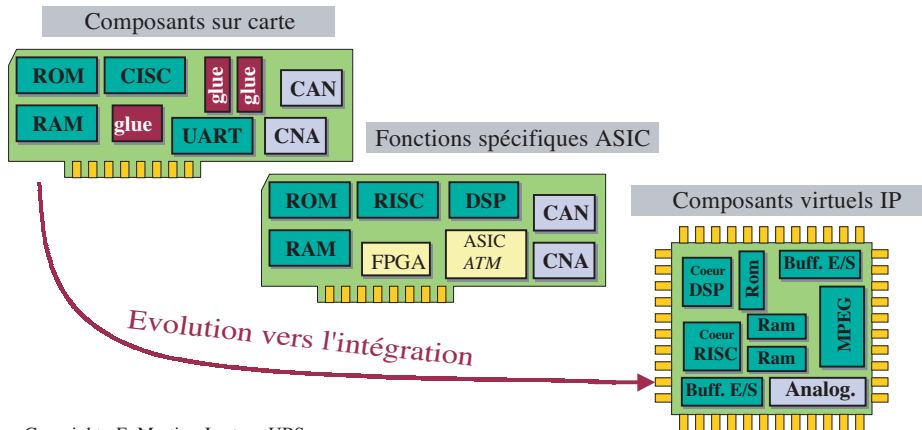 Composants sur carte
ROM
CISC
glue
glue
CAN
RAM
glue
UART
CNA
Fonctions spécifiques ASIC
ROM
RISC
DSP
CAN
RAM
FPGA
ASIC
ATM
CNA
Composants virtuels IP
Coeur
DSP
Rom
Buff. E/S
MPEG
Ram
Coeur
RISC
Ram
Buff. E/S
Analog.
Evolution vers l'intégration